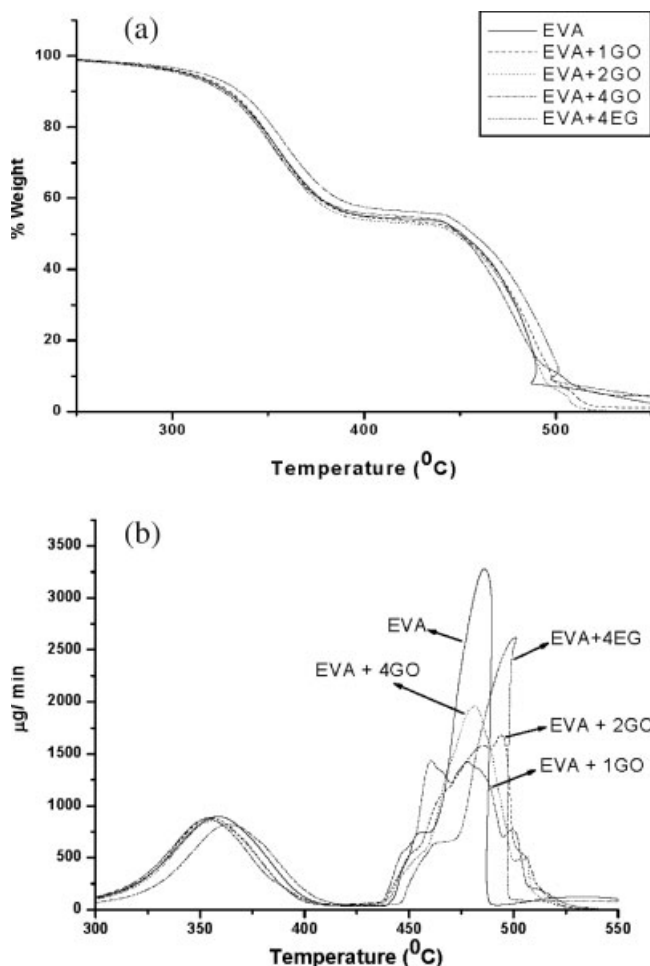 (a)
EVA
EVA+1GO
EVA+2GO
EVA+4GO
EVA+4EG
100
80
60
40
20
0
% Weight
300
400
500
Temperature (⁰C)
(b)
3500
3000
2500
2000
1500
1000
500
0
µg/ min
EVA
EVA+4EG
EVA + 4GO
EVA + 2GO
EVA + 1GO
300
350
400
450
500
550
Temperature (⁰C)